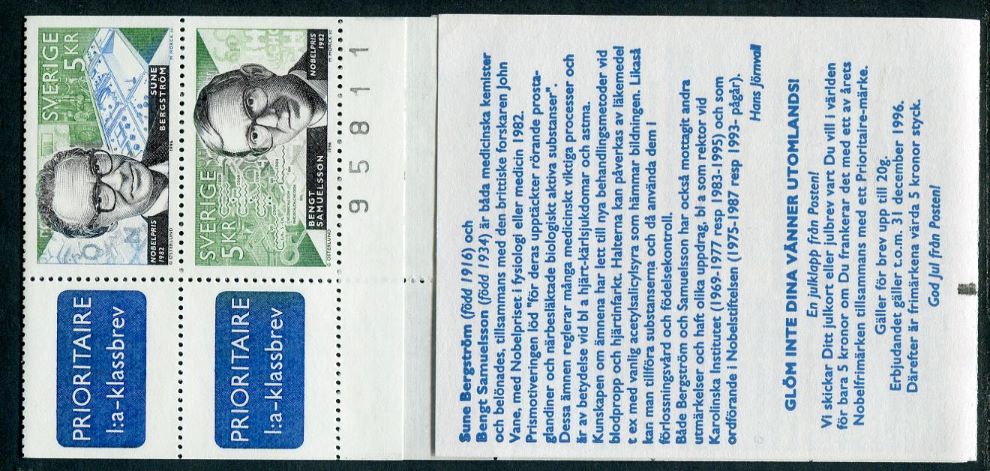 SVERIGE
5 KR
SUNE
BERGSTRÖM
NOBELPRIS
1982
1996
SVERIGE
5 KR
BENGT
SAMUELSSON
NOBELPRIS
1982
1996
PRIORITAIRE
1:a-klassbrev
PRIORITAIRE
1:a-klassbrev
95811
Sune Bergström (född 1916) och
Bengt Samuelsson (född 1934) är båda medicinska kemister
och belönades, tillsammans med den brittiske forskaren John
Vane, med Nobelpriset i fysiologi eller medicin 1982.
Prismotiveringen löd "för deras upptäckter rörande prosta-
glandiner och närbesläktade biologiskt aktiva substanser".
Dessa ämnen reglerar många medicinskt viktiga processer och
är av betydelse vid bl a hjärt-kärlsjukdomar och astma.
Kunskapen om ämnena har lett till nya behandlingsmetoder vid
blodpropp och hjärtinfarkt. Halterna kan påverkas av läkemedel
t ex med vanlig acetylsalicylsyra som hämmar bildningen. Likaså
kan man tillföra substanserna och då använda dem i
förlossningsvård och födelsekontroll.
Både Bergström och Samuelsson har också mottagit andra
utmärkelser och haft olika uppdrag, bl a som rektor vid
Karolinska Institutet (1969-1977 resp 1983-1995) och som
ordförande i Nobelstiftelsen (1975-1987 resp 1993- pågår).
Hans Jörnvall
GLÖM INTE DINA VÄNNER UTOMLANDS!
En julklapp från Posten!
Vi skickar Ditt julkort eller julbrev vart Du vill i världen
för bara 5 kronor om Du frankerar det med ett av årets
Nobelfrimärken tillsammans med ett Prioritaire-märke.
Gäller för brev upp till 20g.
Erbjudandet gäller t.o.m. 31 december 1996.
Därefter är frimärkena värda 5 kronor styck.
God Jul från Posten!